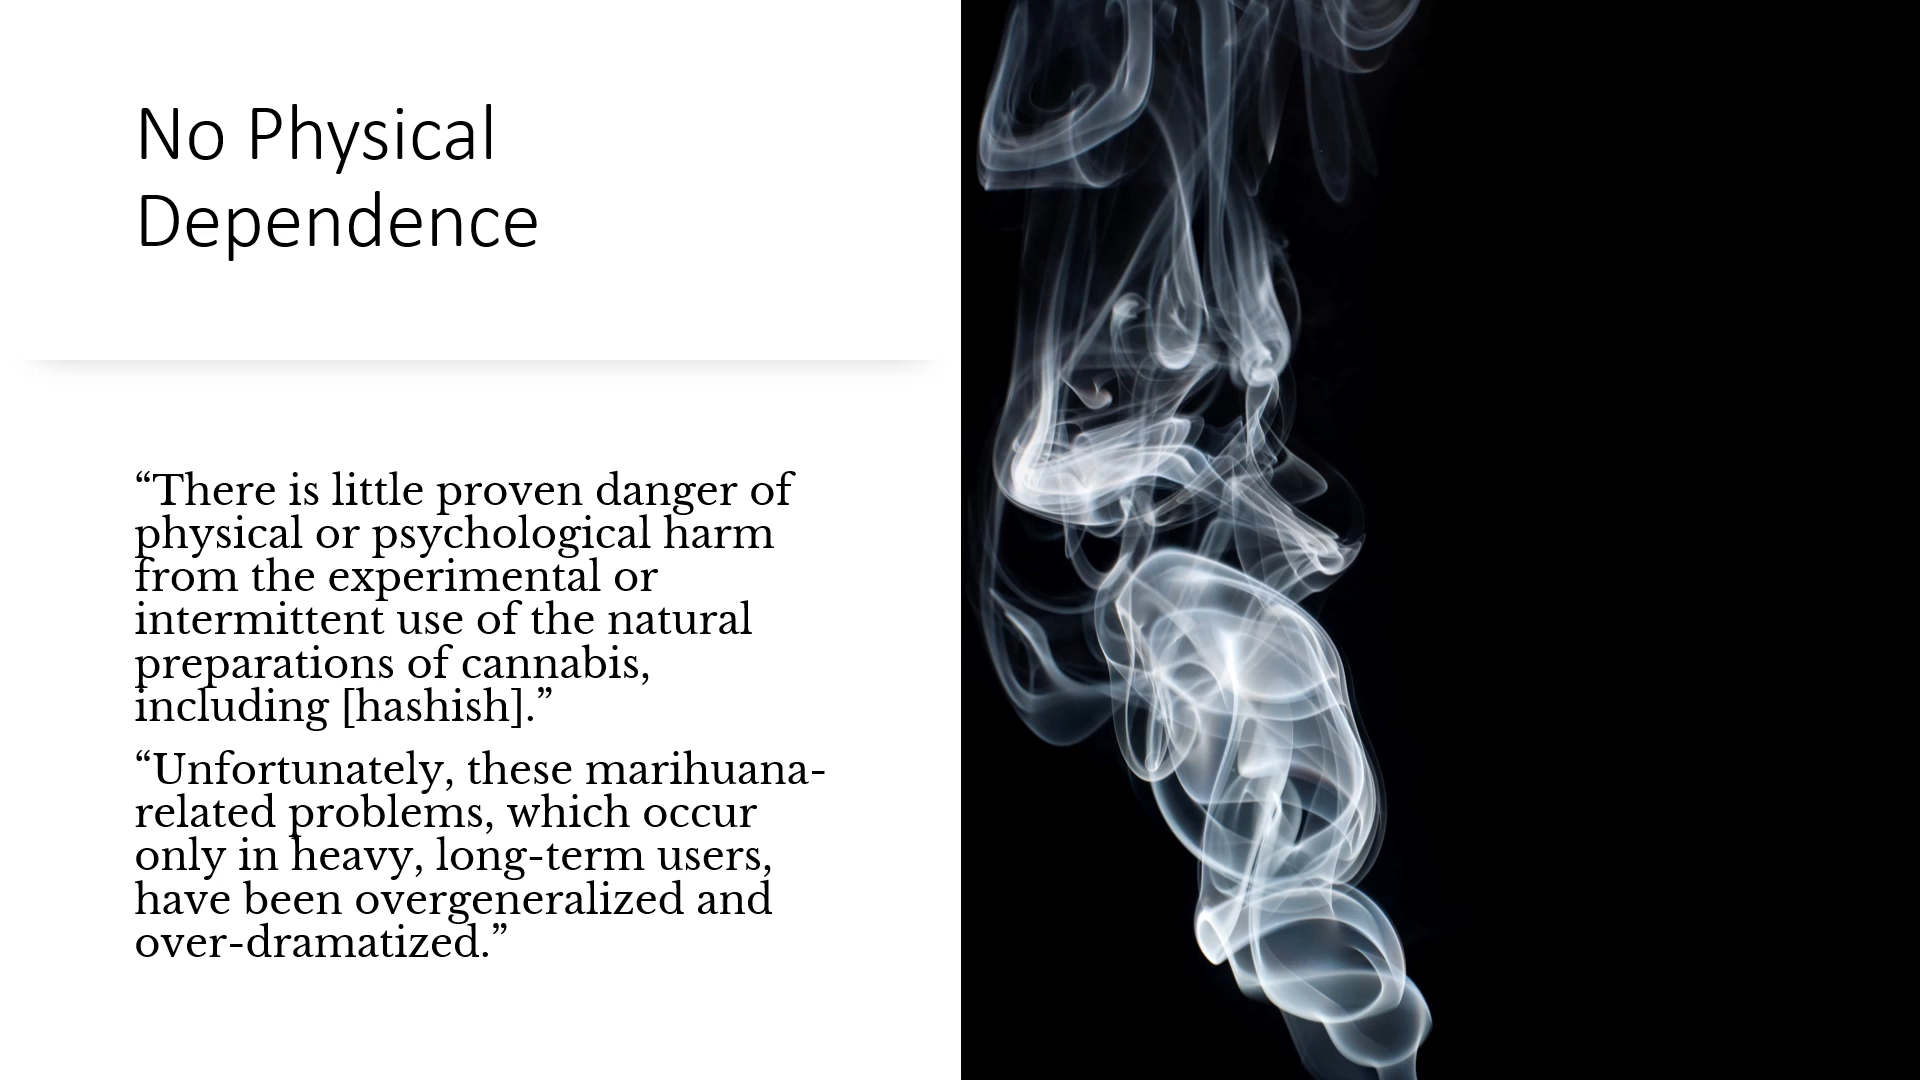 No Physical
Dependence
“There is little proven danger of
physical or psychological harm
from the experimental or
intermittent use of the natural
preparations of cannabis,
including [hashish].”
“Unfortunately, these marihuana-
related problems, which occur
only in heavy, long-term users,
have been overgeneralized and
over-dramatized.”